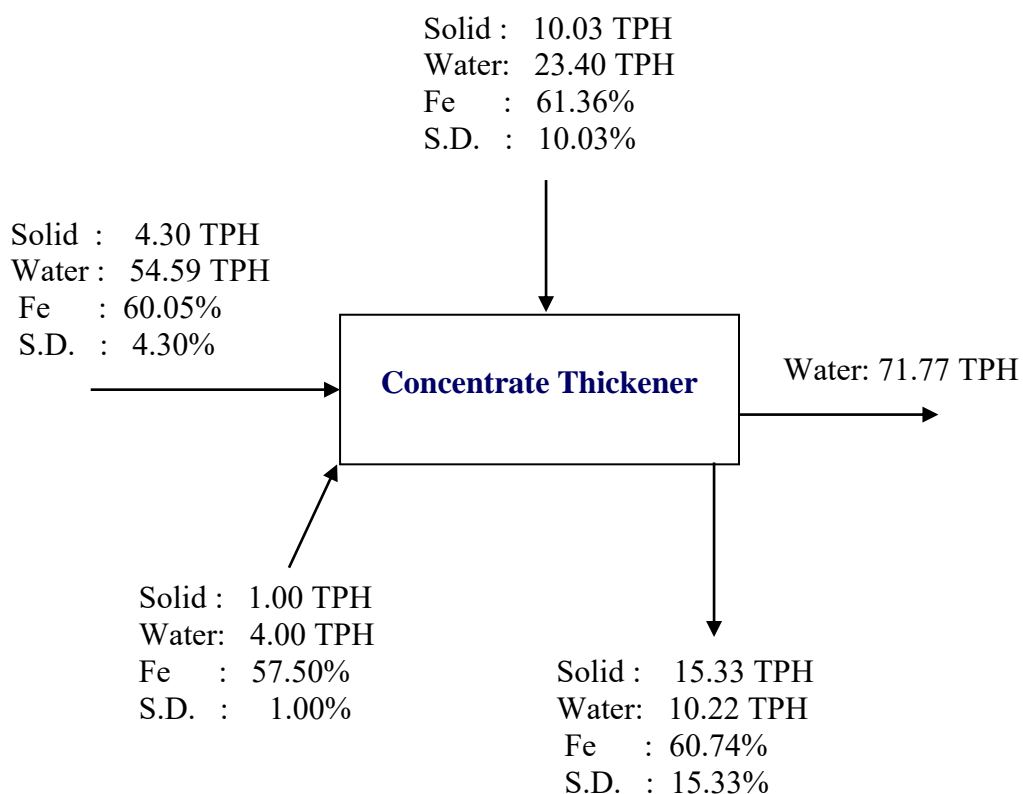 Solid : 10.03 TPH
Water: 23.40 TPH
Fe : 61.36%
S.D. : 10.03%
Solid : 4.30 TPH
Water : 54.59 TPH
Fe : 60.05%
S.D. : 4.30%
Concentrate Thickener
Water: 71.77 TPH
Solid : 1.00 TPH
Water: 4.00 TPH
Fe : 57.50%
S.D. : 1.00%
Solid : 15.33 TPH
Water: 10.22 TPH
Fe : 60.74%
S.D. : 15.33%